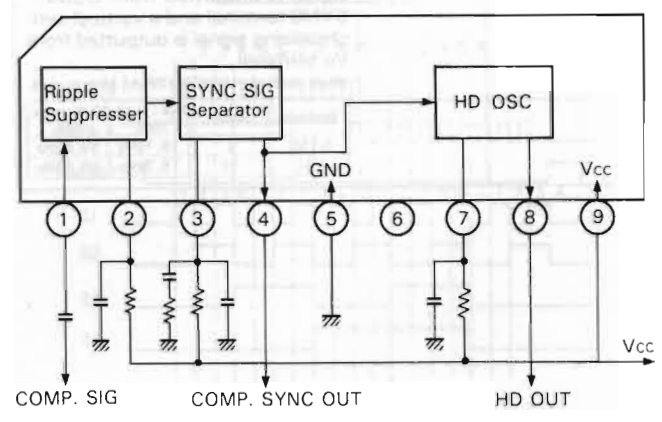 Ripple
Suppresser
SYNC SIG
Separator
HD OSC
GND
Vcc
1 2 3 4 5 6 7 8 9
Vcc
COMP. SIG
COMP. SYNC OUT
HD OUT